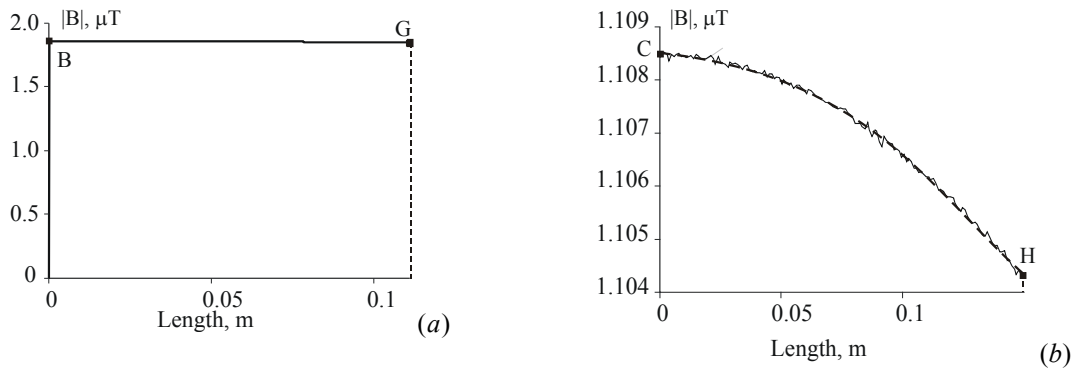 |B|, μT
2.0
1.5
1.0
0.5
0
B
G
0 0.05 0.1
Length, m
(a)
|B|, μT
1.109
1.108
1.107
1.106
1.105
1.104
C
H
0 0.05 0.1
Length, m
(b)